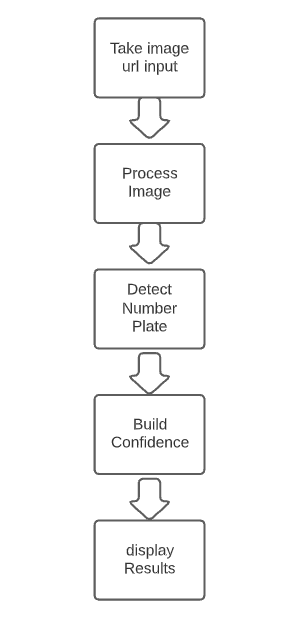 Take image
url input
Process
Image
Detect
Number
Plate
Build
Confidence
display
Results